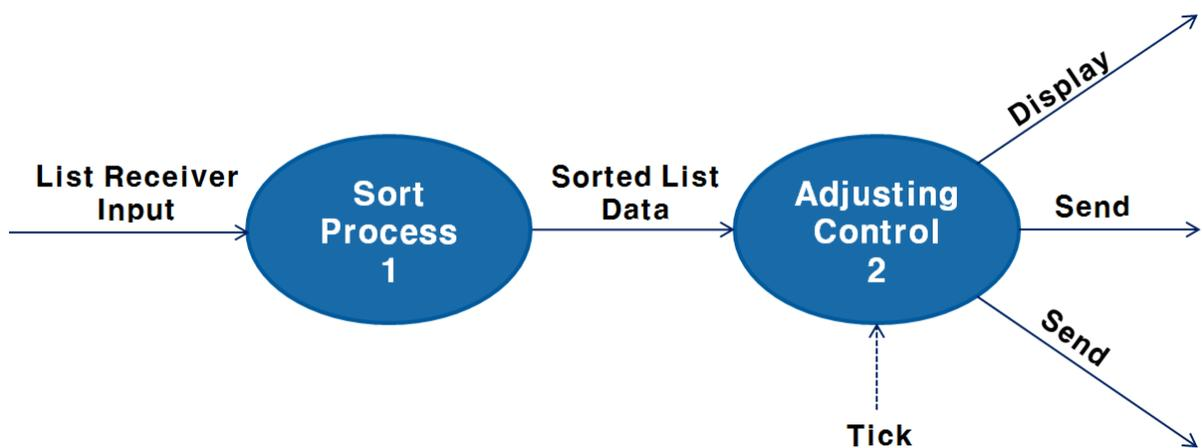 Display
List Receiver
Input
Sort
Process
1
Sorted List
Data
Adjusting
Control
2
Send
Send
Tick